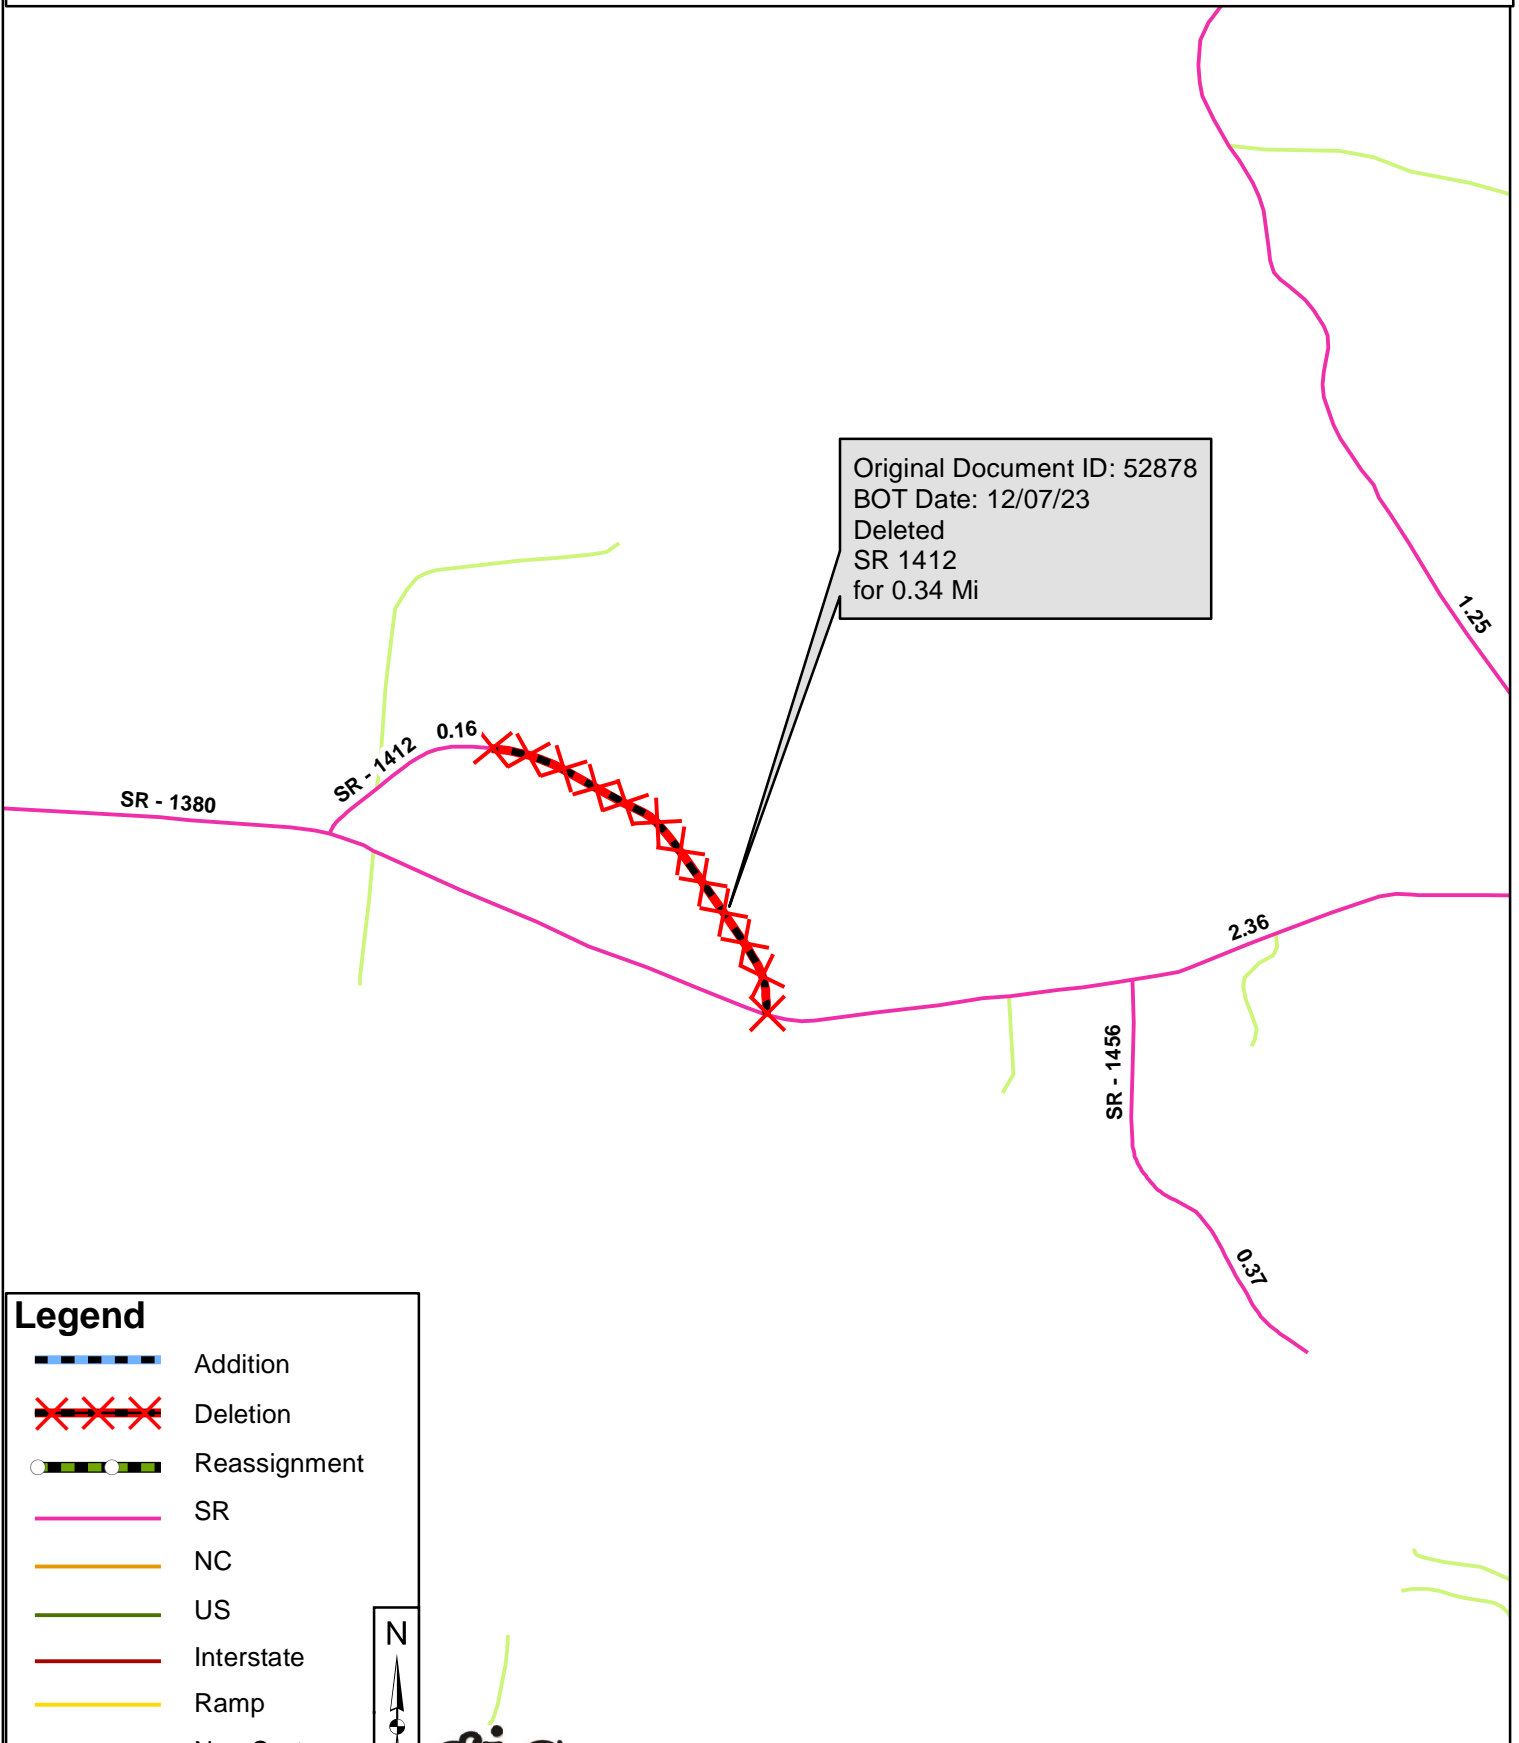 Original Document ID: 52878
BOT Date: 12/07/23
Deleted
SR 1412
for 0.34 Mi
1.25
0.16
SR - 1412
SR - 1380
2.36
SR - 1456
0.37
Legend
Addition
Deletion
Reassignment
SR
NC
US
Interstate
Ramp
N